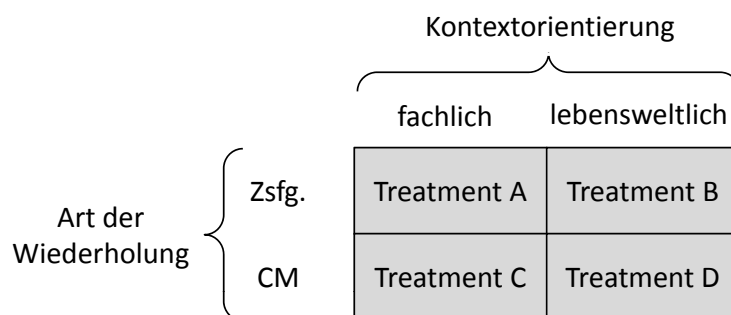 Kontextorientierung
fachlich lebensweltlich
Zsfg. Treatment A Treatment B
Art der
Wiederholung
CM Treatment C Treatment D